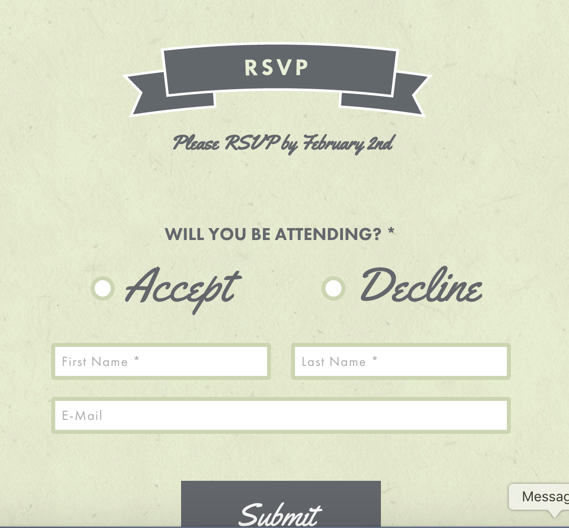 RSVP
Please RSVP by February 2nd
WILL YOU BE ATTENDING? *
Accept Decline
First Name * Last Name *
E-Mail
Submit